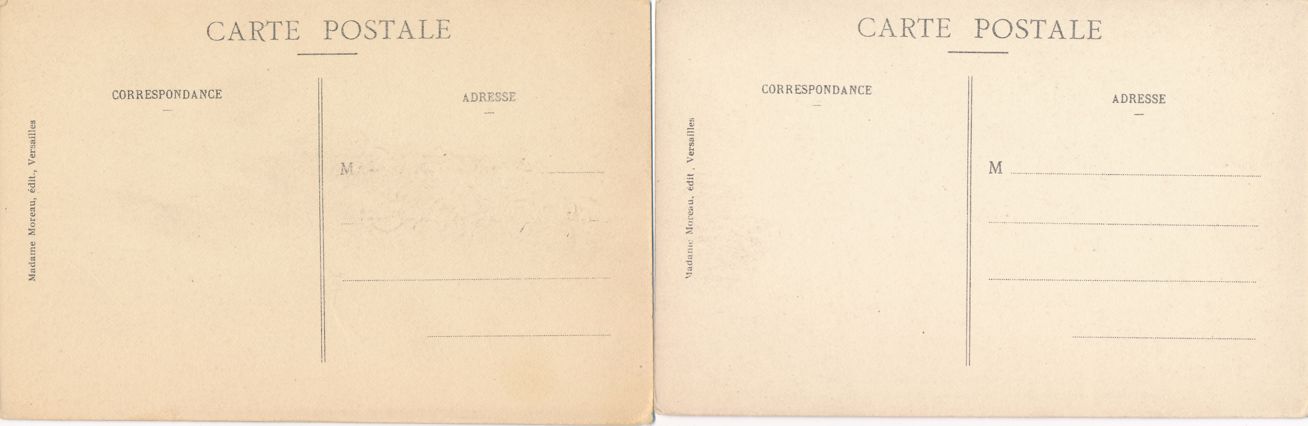 CARTE POSTALE
CORRESPONDANCE
ADRESSE
M
Madame Moreau, édit., Versailles
CARTE POSTALE
CORRESPONDANCE
ADRESSE
M
Madame Moreau, édit., Versailles